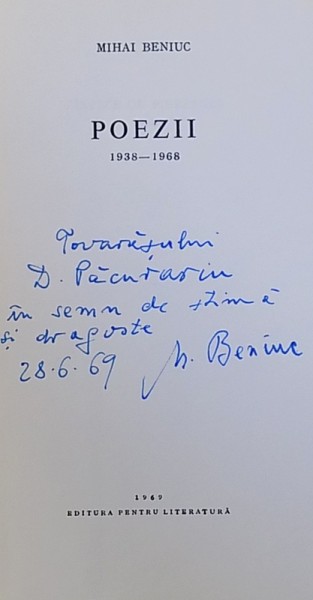 MIHAI BENIUC
POEZII
1938—1968
Tovarășului
D. Păcurariu
în semn de stimă
și dragoste
28.6.69 M. Beniuc
1969
EDITURA PENTRU LITERATURĂ